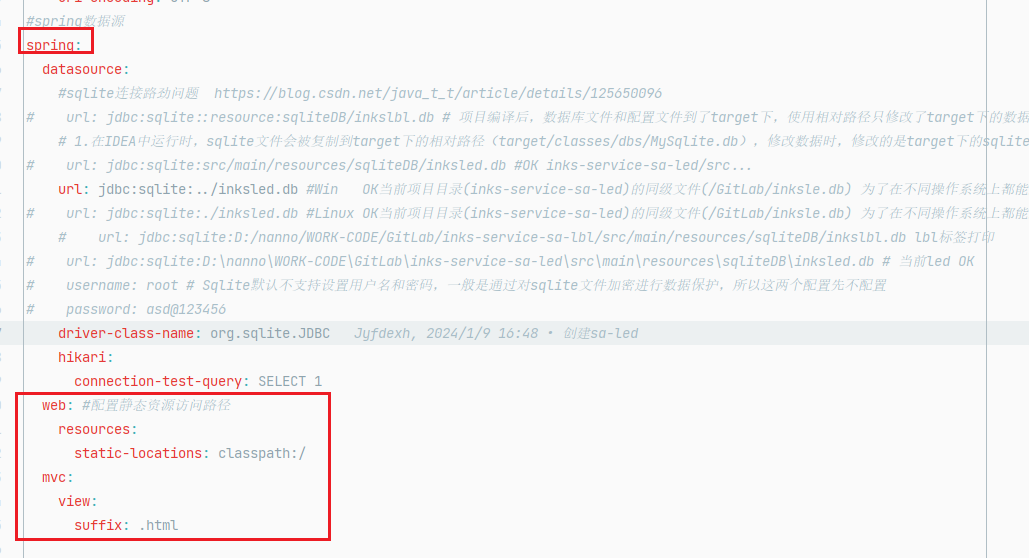 #spring数据源
spring:
datasource:
#sqlite连接路劲问题 https://blog.csdn.net/java_t_t/article/details/125650096
# url: jdbc:sqlite::resource:sqliteDB/inkslbl.db # 项目编译后，数据库文件和配置文件到了target下，使用相对路径只修改了target下的数据
# 1.在IDEA中运行时，sqlite文件会被复制到target下的相对路径（target/classes/dbs/MySqlite.db），修改数据时，修改的是target下的sqlite
# url: jdbc:sqlite:src/main/resources/sqliteDB/inksled.db #OK inks-service-sa-led/src...
url: jdbc:sqlite:../inksled.db #Win OK当前项目目录(inks-service-sa-led)的同级文件(/GitLab/inksle.db) 为了在不同操作系统上都能
# url: jdbc:sqlite:./inksled.db #Linux OK当前项目目录(inks-service-sa-led)的同级文件(/GitLab/inksle.db) 为了在不同操作系统上都能
# url: jdbc:sqlite:D:/nanno/WORK-CODE/GitLab/inks-service-sa-lbl/src/main/resources/sqliteDB/inkslbl.db lbl标签打印
# url: jdbc:sqlite:D:\nanno\WORK-CODE\GitLab\inks-service-sa-led\src\main\resources\sqliteDB\inksled.db # 当前led OK
# username: root # Sqlite默认不支持设置用户名和密码，一般是通过对sqlite文件加密进行数据保护，所以这两个配置先不配置
# password: asd@123456
driver-class-name: org.sqlite.JDBC Jyfdexh, 2024/1/9 16:48 • 创建sa-led
hikari:
connection-test-query: SELECT 1
web: #配置静态资源访问路径
resources:
static-locations: classpath:/
mvc:
view:
suffix: .html